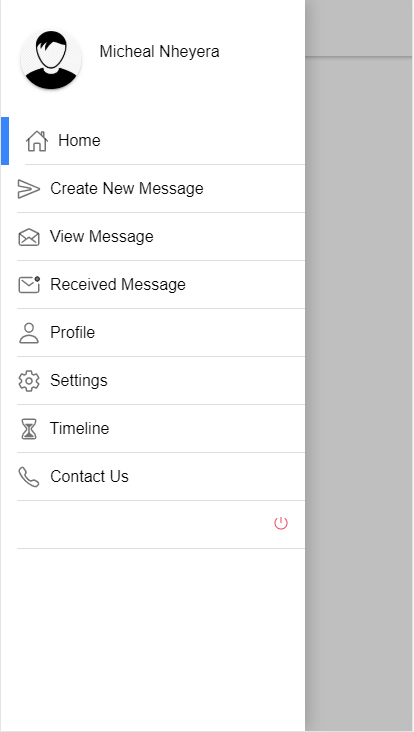 Micheal Nheyera
Home
Create New Message
View Message
Received Message
Profile
Settings
Timeline
Contact Us